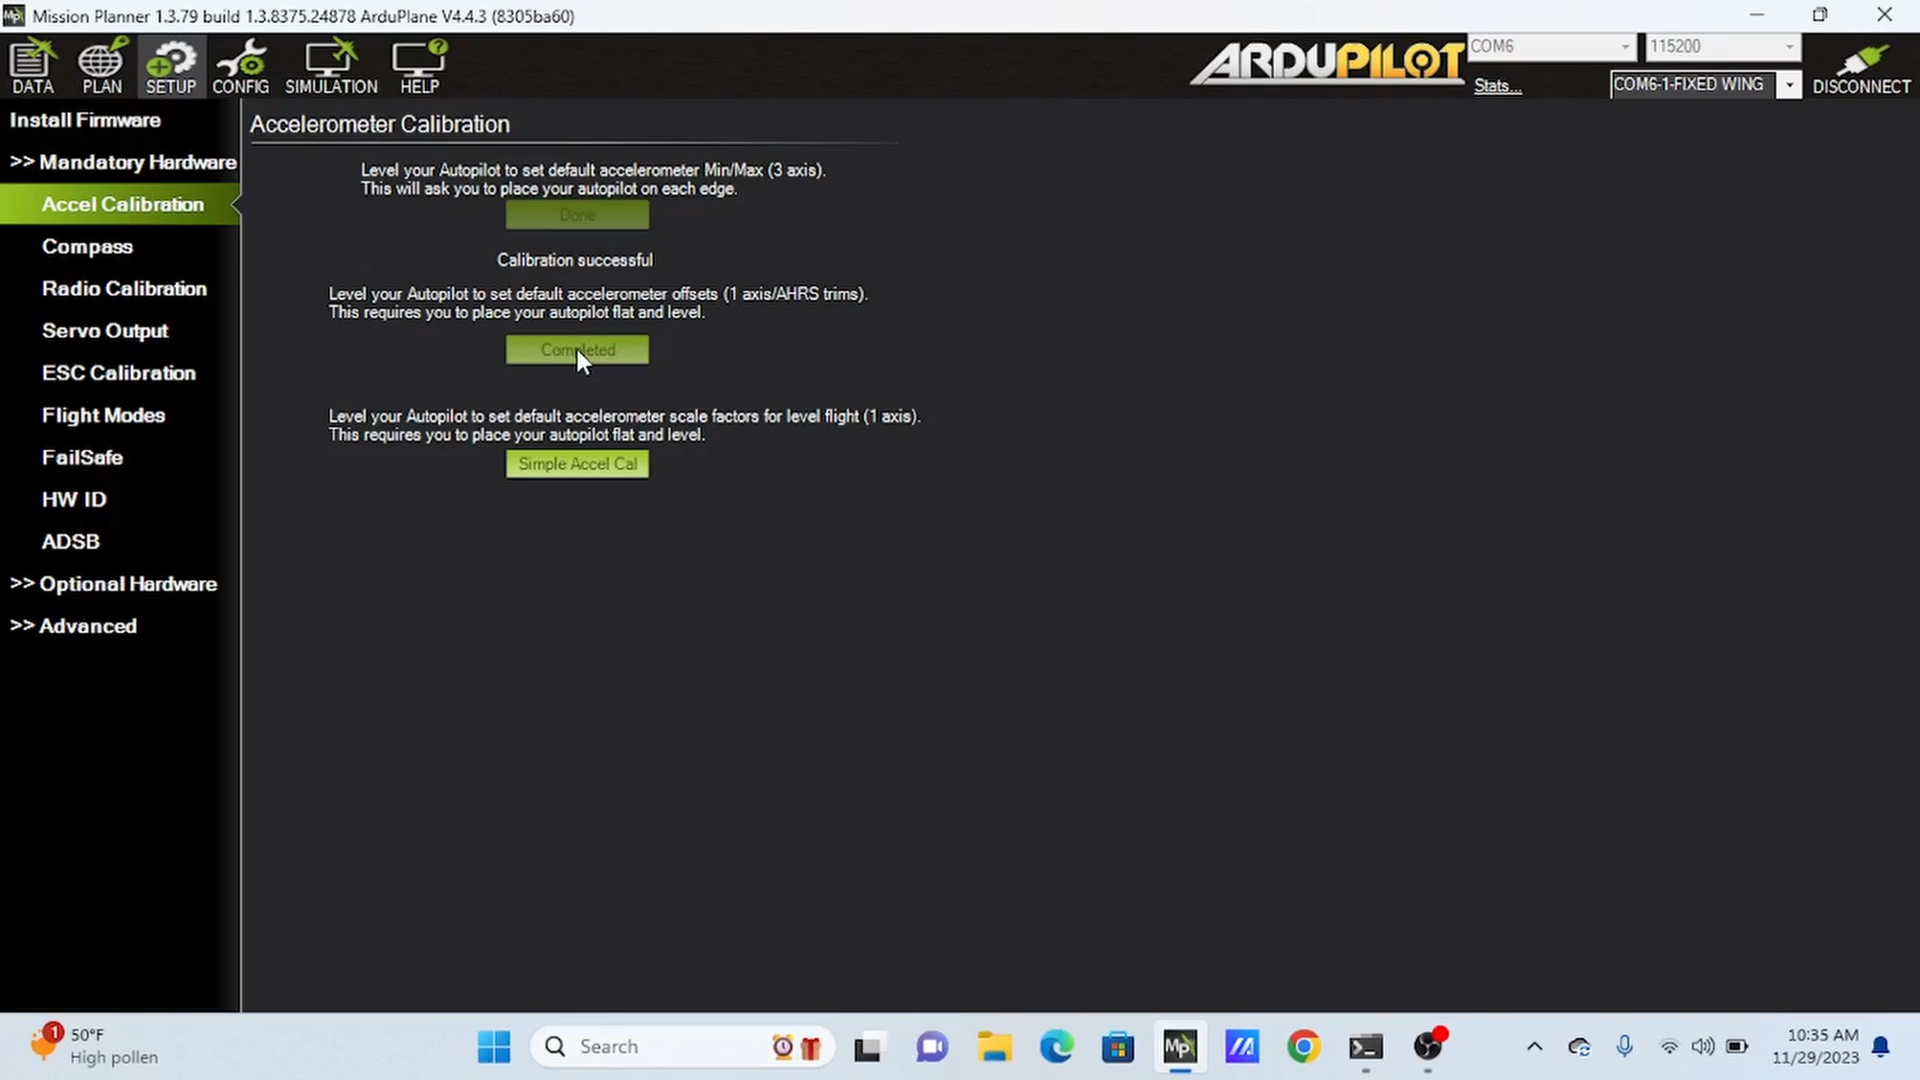 Mission Planner 1.3.79 build 1.3.8375.24878 ArduPlane V4.4.3 (8305ba60)
DATA
PLAN
SETUP
CONFIG
SIMULATION
HELP
ARDUPILOT
COM6
115200
Stats...
COM6-1-FIXED WING
DISCONNECT
Install Firmware
>> Mandatory Hardware
Accel Calibration
Compass
Radio Calibration
Servo Output
ESC Calibration
Flight Modes
FailSafe
HW ID
ADSB
>> Optional Hardware
>> Advanced
Accelerometer Calibration
Level your Autopilot to set default accelerometer Min/Max (3 axis).
This will ask you to place your autopilot on each edge.
Done
Calibration successful
Level your Autopilot to set default accelerometer offsets (1 axis/AHRS trims).
This requires you to place your autopilot flat and level.
Completed
Level your Autopilot to set default accelerometer scale factors for level flight (1 axis).
This requires you to place your autopilot flat and level.
Simple Accel Cal
1
50°F
High pollen
Search
Mp
10:35 AM
11/29/2023